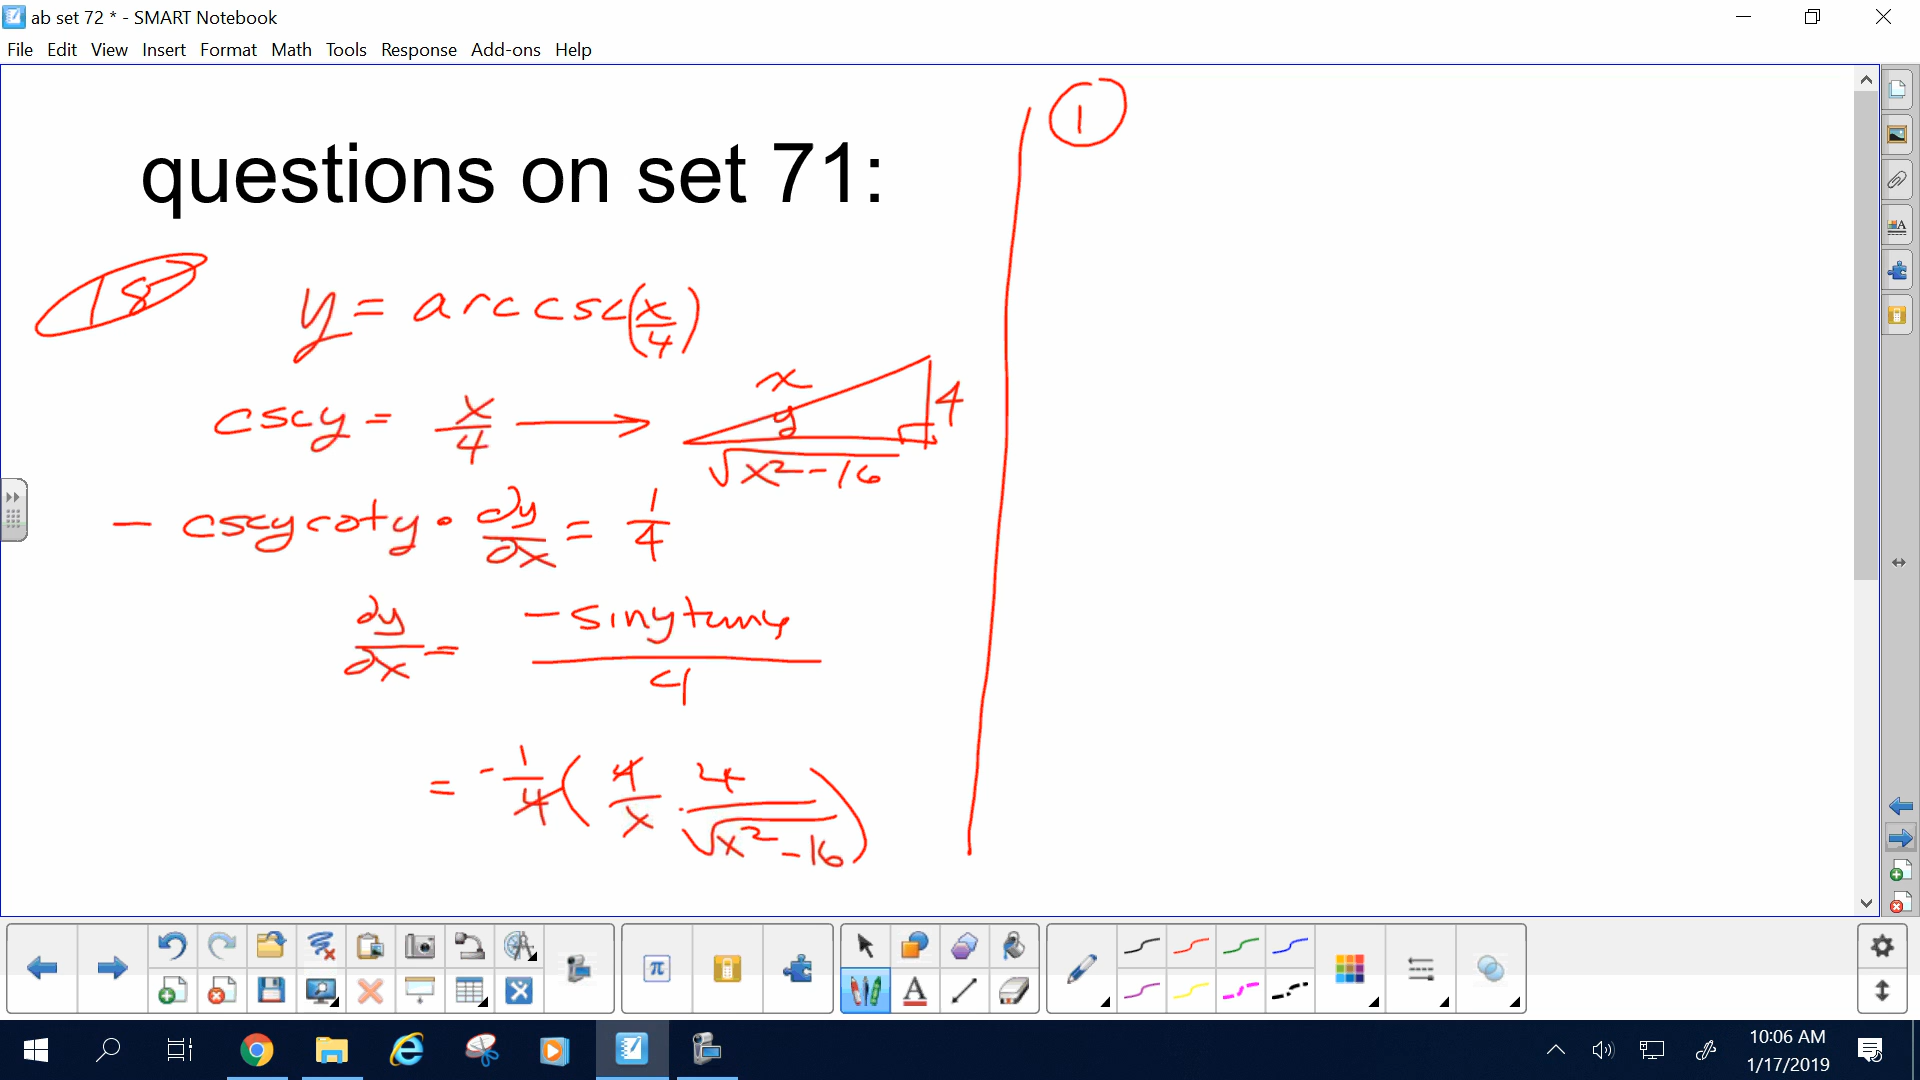 ab set 72 * - SMART Notebook
File Edit View Insert Format Math Tools Response Add-ons Help
questions on set 71:
18
y = arccsc(x/4)
csc y = x/4 → x y 4 √x²-16
- csc y cot y · dy/dx = 1/4
dy/dx = -sin y tan y / 4
= -1/4 (4/x · 4/√x²-16)
1
10:06 AM
1/17/2019